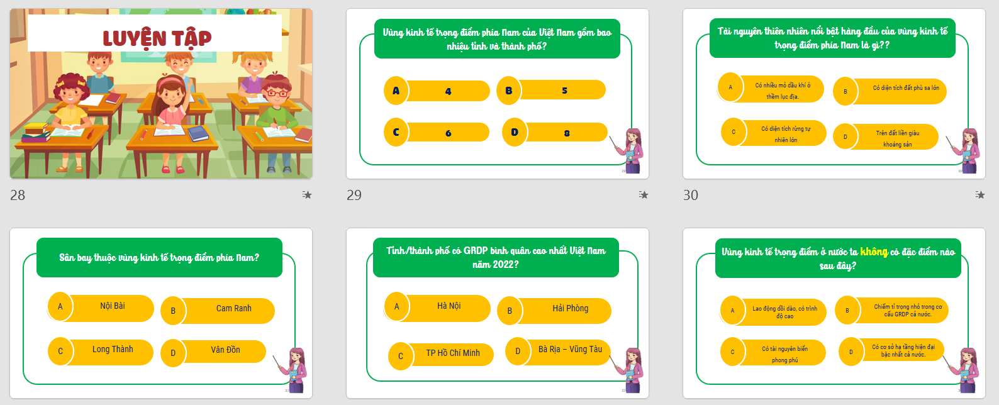 LUYỆN TẬP
28
Vùng kinh tế trọng điểm phía Nam của Việt Nam gồm bao
nhiêu tỉnh và thành phố?
A
4
B
5
C
6
D
8
29
29
Tài nguyên thiên nhiên nổi bật hàng đầu của vùng kinh tế
trọng điểm phía Nam là gì??
A
Có nhiều mỏ dầu khí ở
thềm lục địa.
B
Có diện tích đất phù sa lớn
C
Có diện tích rừng tự
nhiên lớn
D
Trên đất liền giàu
khoáng sản
30
30
Sân bay thuộc vùng kinh tế trọng điểm phía Nam?
A
Nội Bài
B
Cam Ranh
C
Long Thành
D
Vân Đồn
Tỉnh/thành phố có GRDP bình quân cao nhất Việt Nam
năm 2022?
A
Hà Nội
B
Hải Phòng
C
TP Hồ Chí Minh
D
Bà Rịa – Vũng Tàu
Vùng kinh tế trọng điểm ở nước ta không có đặc điểm nào
sau đây?
A
Lao động dồi dào, có trình
độ cao
B
Chiếm tỉ trọng nhỏ trong cơ
cấu GRDP cả nước.
C
Có tài nguyên biển
phong phú
D
Có cơ sở hạ tầng hiện đại
bậc nhất cả nước.